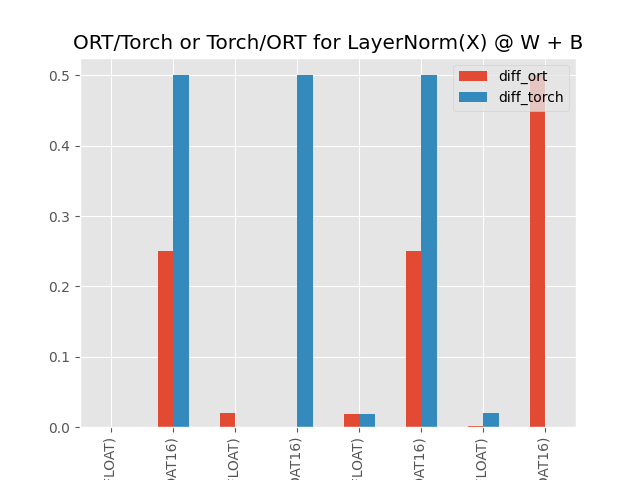 ORT/Torch or Torch/ORT for LayerNorm(X) @ W + B
diff_ort
diff_torch
0.5
0.4
0.3
0.2
0.1
0.0
FLOAT)
OAT16)
FLOAT)
OAT16)
FLOAT)
OAT16)
FLOAT)
OAT16)